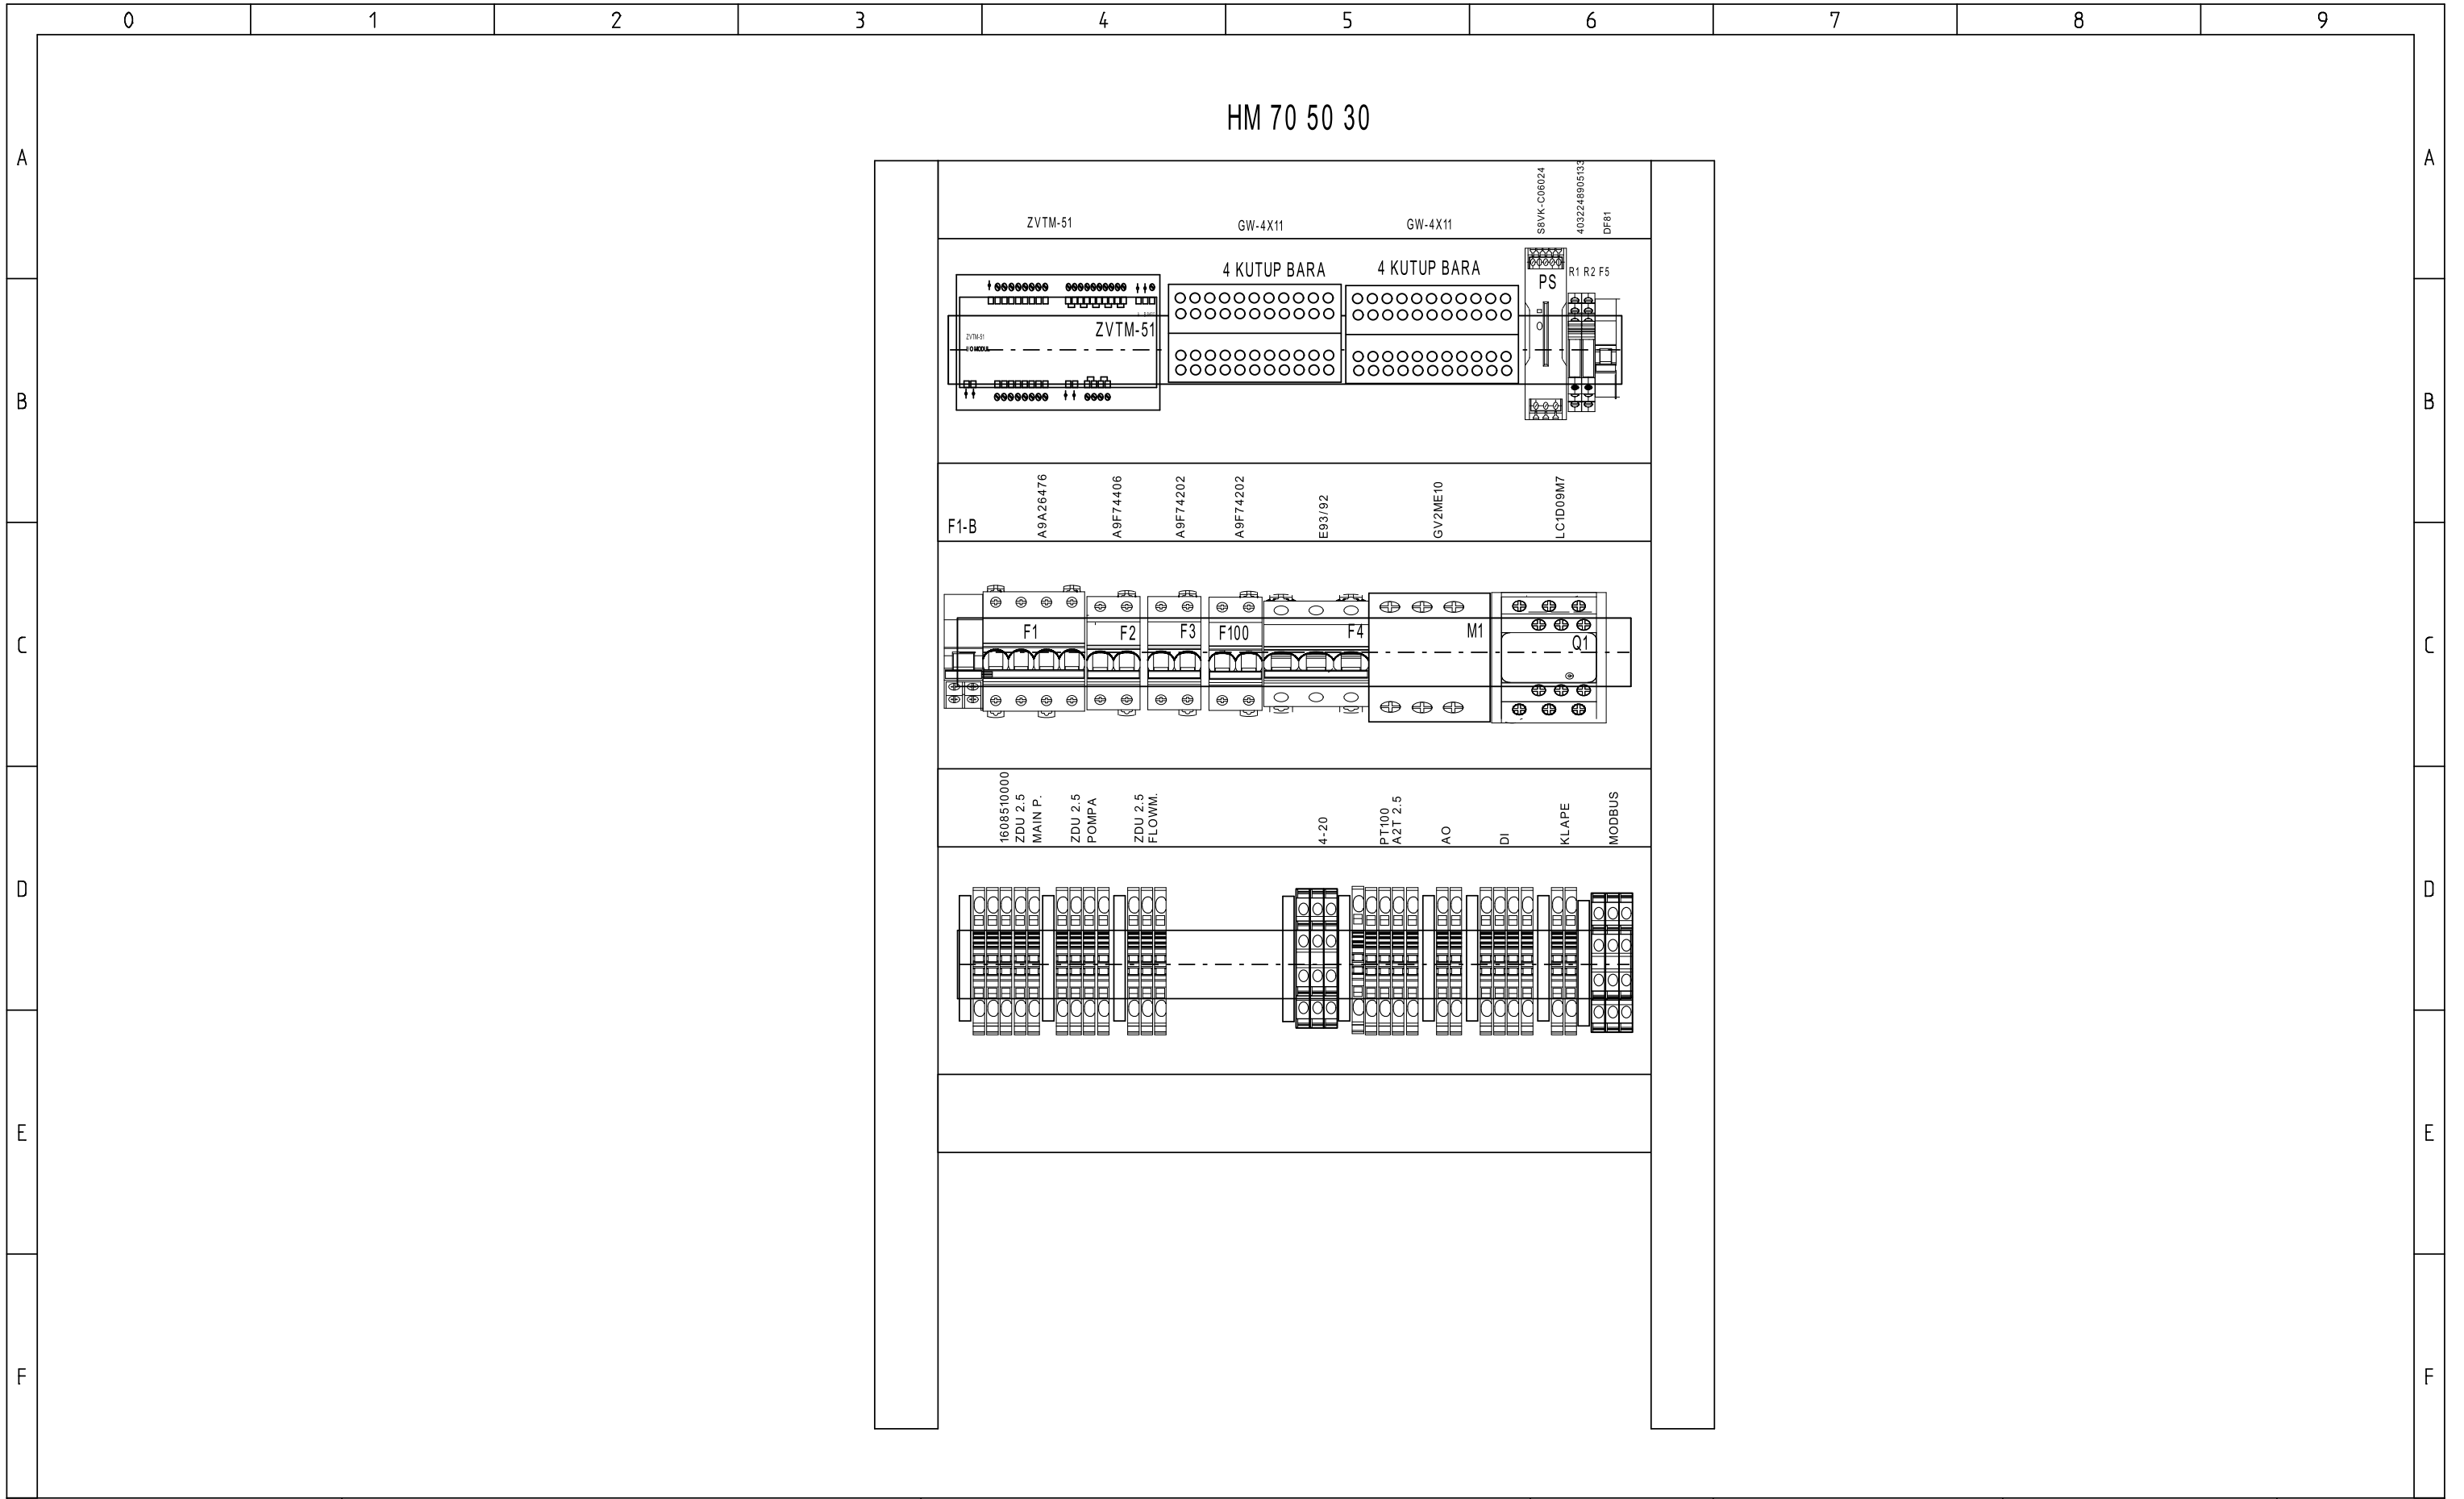 0 1 2 3 4 5 6 7 8 9
HM 70 50 30
A A
ZVTM-51 GW-4X11 GW-4X11 S8VK-C06024 4032248905133 DF81
4 KUTUP BARA 4 KUTUP BARA PS R1 R2 F5
ZVTM-51
ZVTM-51
I/O MODUL
B B
F1-B A9A26476 A9F74406 A9F74202 A9F74202 E93/92 GV2ME10 LC1D09M7
F1 F2 F3 F100 F4 M1 Q1
C C
1608510000
ZDU 2.5
MAIN P.
ZDU 2.5
POMPA
ZDU 2.5
FLOWM.
4-20
PT100
A2T 2.5
AO
DI
KLAPE
MODBUS
D D
E E
F F